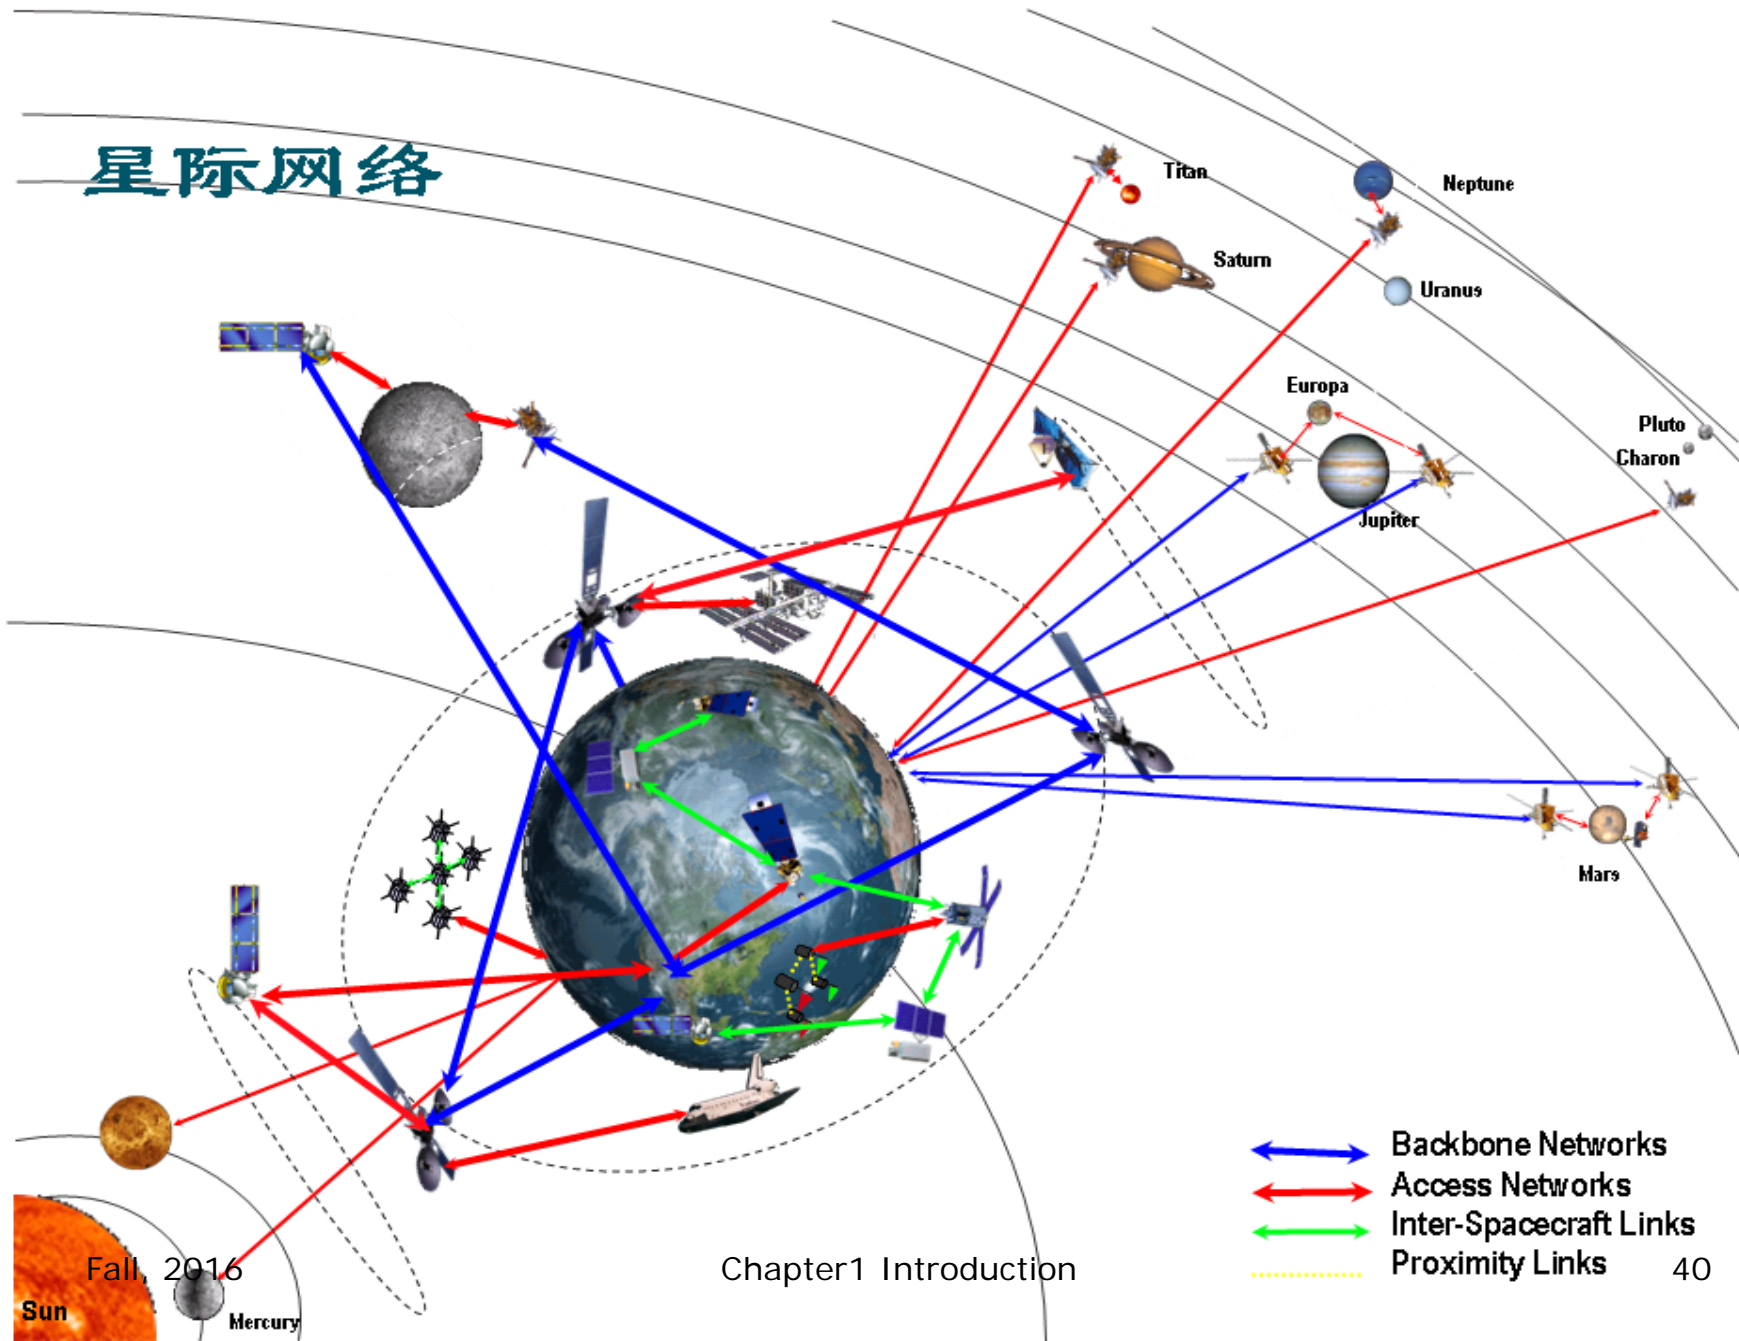 星际网络
Titan
Neptune
Saturn
Uranus
Europa
Pluto
Charon
Jupiter
Mars
Backbone Networks
Access Networks
Inter-Spacecraft Links
Proximity Links
Fall, 2016
Chapter1 Introduction
40
Sun
Mercury